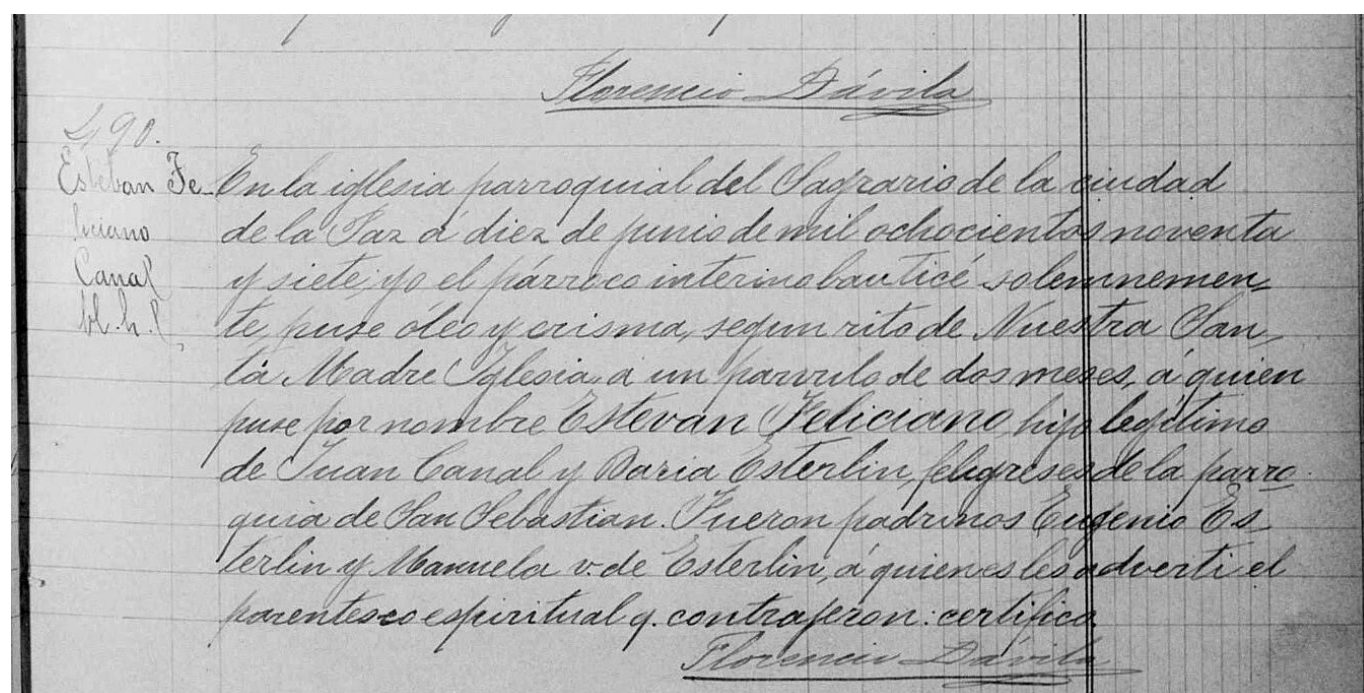 Florencio Dávila
490.
Esteban Fe-
liciano
Canal
bl. h. l
En la iglesia parroquial del Sagrario de la ciudad
de la Paz á diez de junio de mil ochocientos noventa
y siete; yo el párroco interino bauticé solemnemen-
te, puse óleo y crisma, segun rito de Nuestra San-
ta Madre Iglesia, a un parvulo de dos meses, á quien
puse por nombre Estevan Feliciano, hijo legítimo
de Juan Canal y Daria Esterlin, feligreses de la parro-
quia de San Sebastian. Fueron padrinos Eugenio Es-
terlin y Manuela v. de Esterlin, á quienes les adverti el
parentesco espiritual q. contrajeron: certifico.
Florencio Dávila